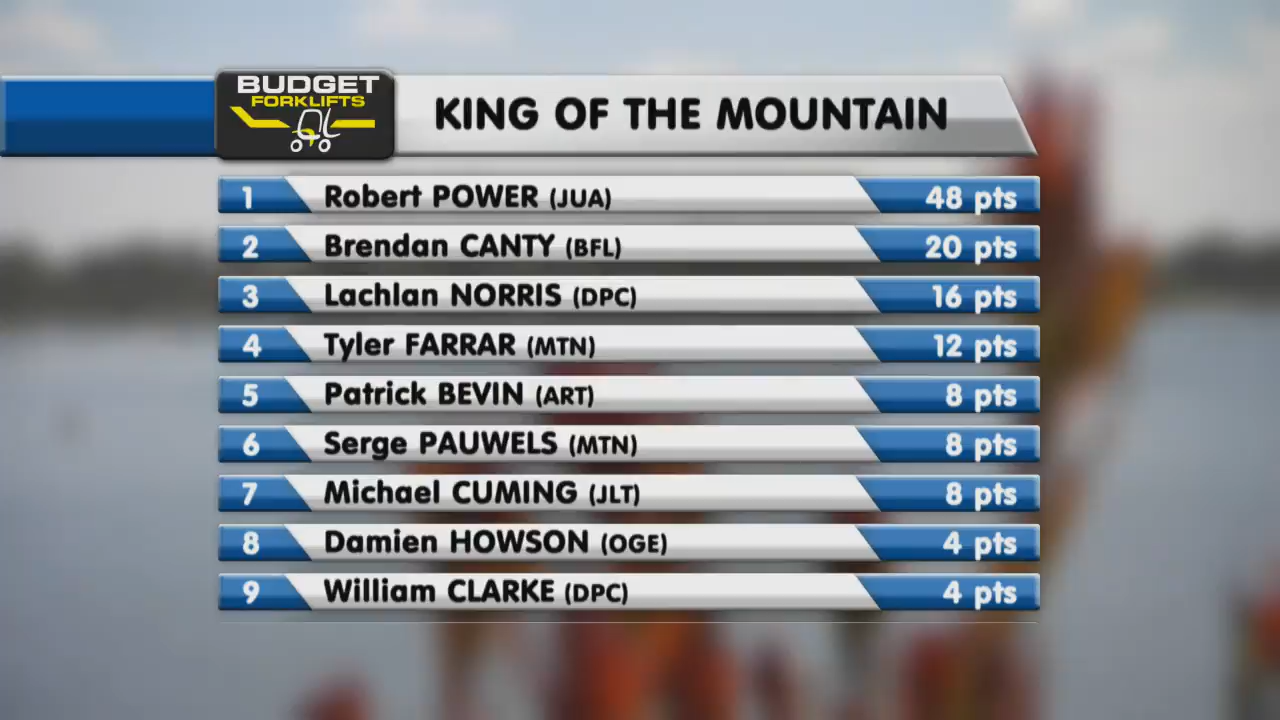 BUDGET
FORKLIFTS
KING OF THE MOUNTAIN
1 Robert POWER (JUA) 48 pts
2 Brendan CANTY (BFL) 20 pts
3 Lachlan NORRIS (DPC) 16 pts
4 Tyler FARRAR (MTN) 12 pts
5 Patrick BEVIN (ART) 8 pts
6 Serge PAUWELS (MTN) 8 pts
7 Michael CUMING (JLT) 8 pts
8 Damien HOWSON (OGE) 4 pts
9 William CLARKE (DPC) 4 pts